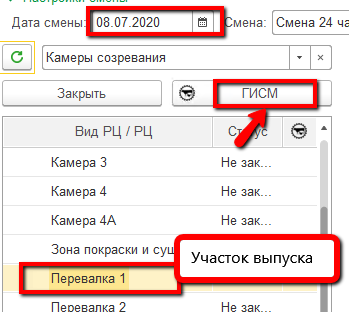 Настройки смены
Дата смены: 08.07.2020 Смена: Смена 24 ча
Камеры созревания
Закрыть ГИСМ
Вид РЦ / РЦ Статус
Камера 3 Не зак...
Камера 4 Не зак...
Камера 4А Не зак...
Зона покраски и суш
Участок выпуска
Перевалка 1
Перевалка 2 Не зак...